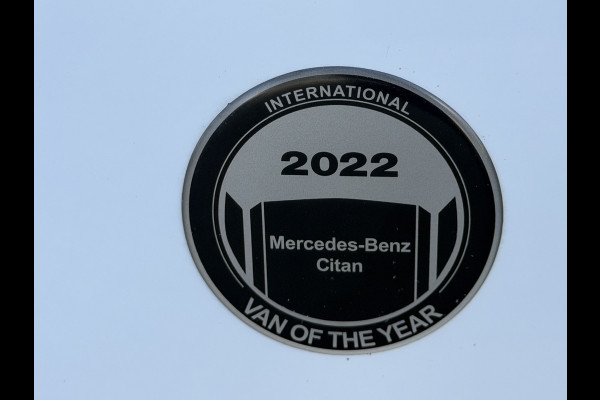 INTERNATIONAL
2022
Mercedes-Benz
Citan
VAN OF THE YEAR